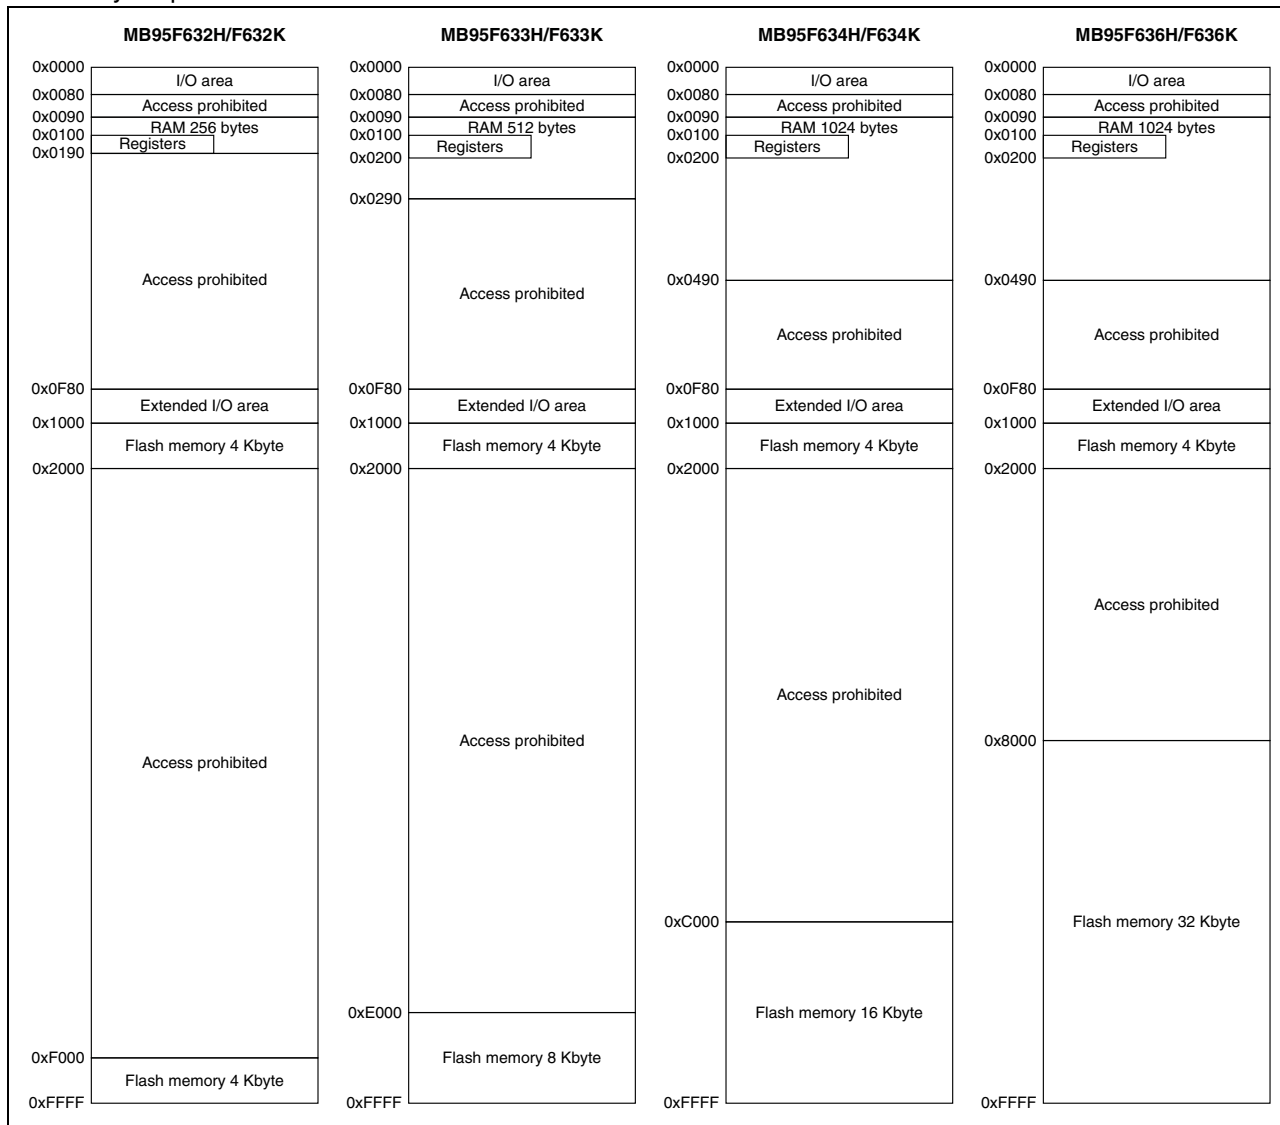 MB95F632H/F632K
0x0000
I/O area
0x0080
Access prohibited
0x0090
RAM 256 bytes
0x0100
Registers
0x0190
Access prohibited
0x0F80
Extended I/O area
0x1000
Flash memory 4 Kbyte
0x2000
Access prohibited
0xF000
Flash memory 4 Kbyte
0xFFFF
MB95F633H/F633K
0x0000
I/O area
0x0080
Access prohibited
0x0090
RAM 512 bytes
0x0100
Registers
0x0200
0x0290
Access prohibited
0x0F80
Extended I/O area
0x1000
Flash memory 4 Kbyte
0x2000
Access prohibited
0xE000
Flash memory 8 Kbyte
0xFFFF
MB95F634H/F634K
0x0000
I/O area
0x0080
Access prohibited
0x0090
RAM 1024 bytes
0x0100
Registers
0x0200
0x0490
Access prohibited
0x0F80
Extended I/O area
0x1000
Flash memory 4 Kbyte
0x2000
Access prohibited
0xC000
Flash memory 16 Kbyte
0xFFFF
MB95F636H/F636K
0x0000
I/O area
0x0080
Access prohibited
0x0090
RAM 1024 bytes
0x0100
Registers
0x0200
0x0490
Access prohibited
0x0F80
Extended I/O area
0x1000
Flash memory 4 Kbyte
0x2000
Access prohibited
0x8000
Flash memory 32 Kbyte
0xFFFF